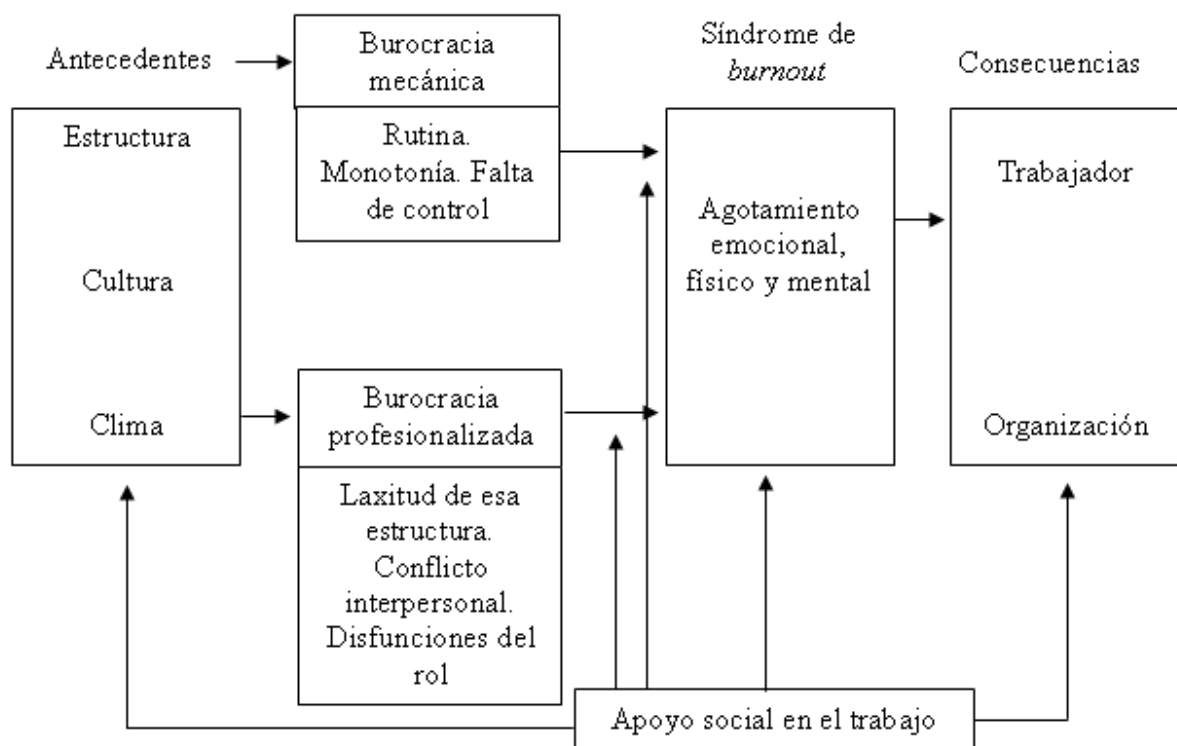 Antecedentes
Estructura
Cultura
Clima
Burocracia
mecánica
Rutina.
Monotonía. Falta
de control
Burocracia
profesionalizada
Laxitud de esa
estructura.
Conflicto
interpersonal.
Disfunciones del
rol
Síndrome de
burnout
Agotamiento
emocional,
físico y mental
Consecuencias
Trabajador
Organización
Apoyo social en el trabajo